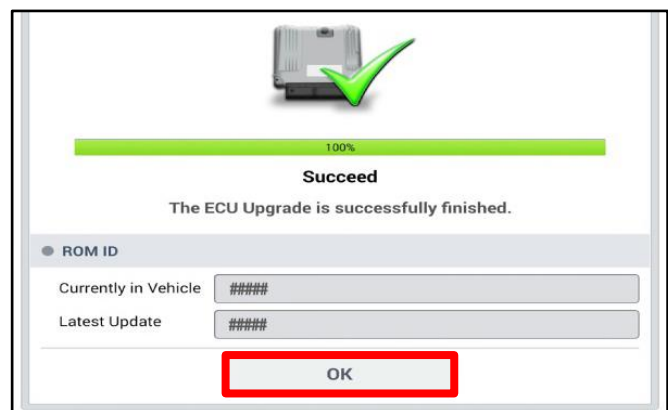 100%
Succeed
The ECU Upgrade is successfully finished.
ROM ID
Currently in Vehicle #####
Latest Update #####
OK